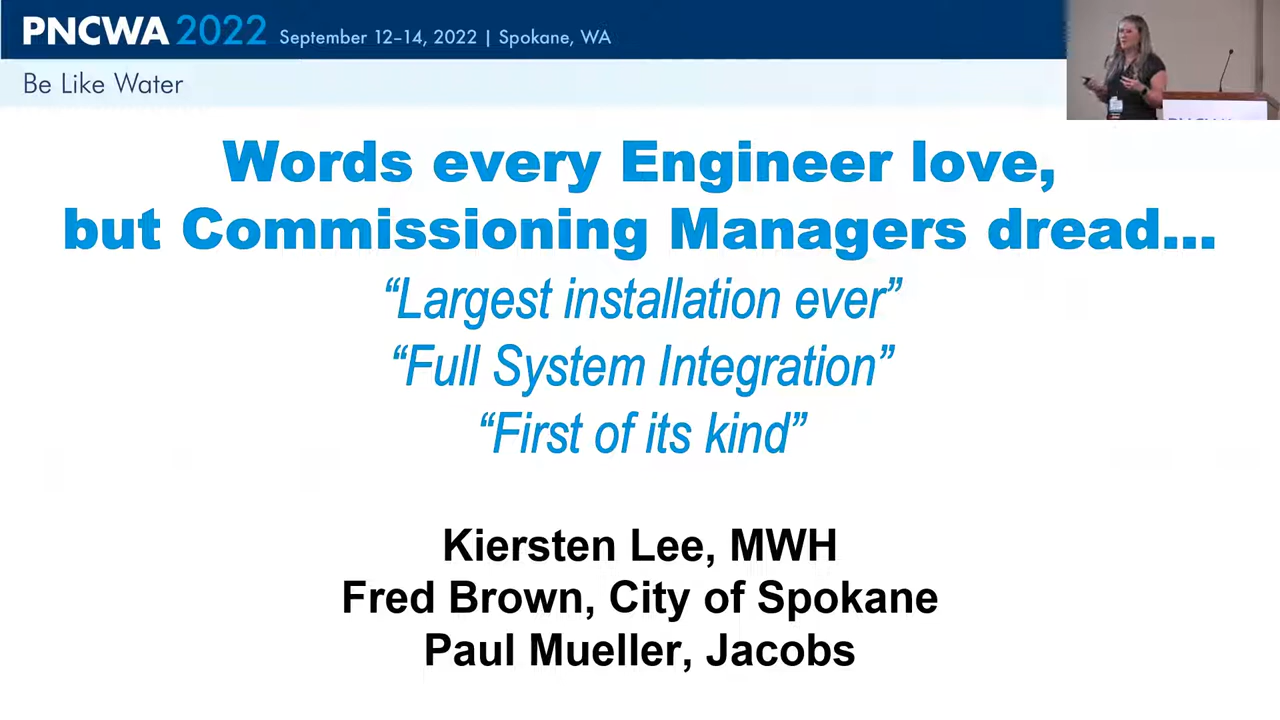 PNCWA 2022 September 12–14, 2022 | Spokane, WA
Be Like Water
Words every Engineer love,
but Commissioning Managers dread...
“Largest installation ever”
“Full System Integration”
“First of its kind”
Kiersten Lee, MWH
Fred Brown, City of Spokane
Paul Mueller, Jacobs